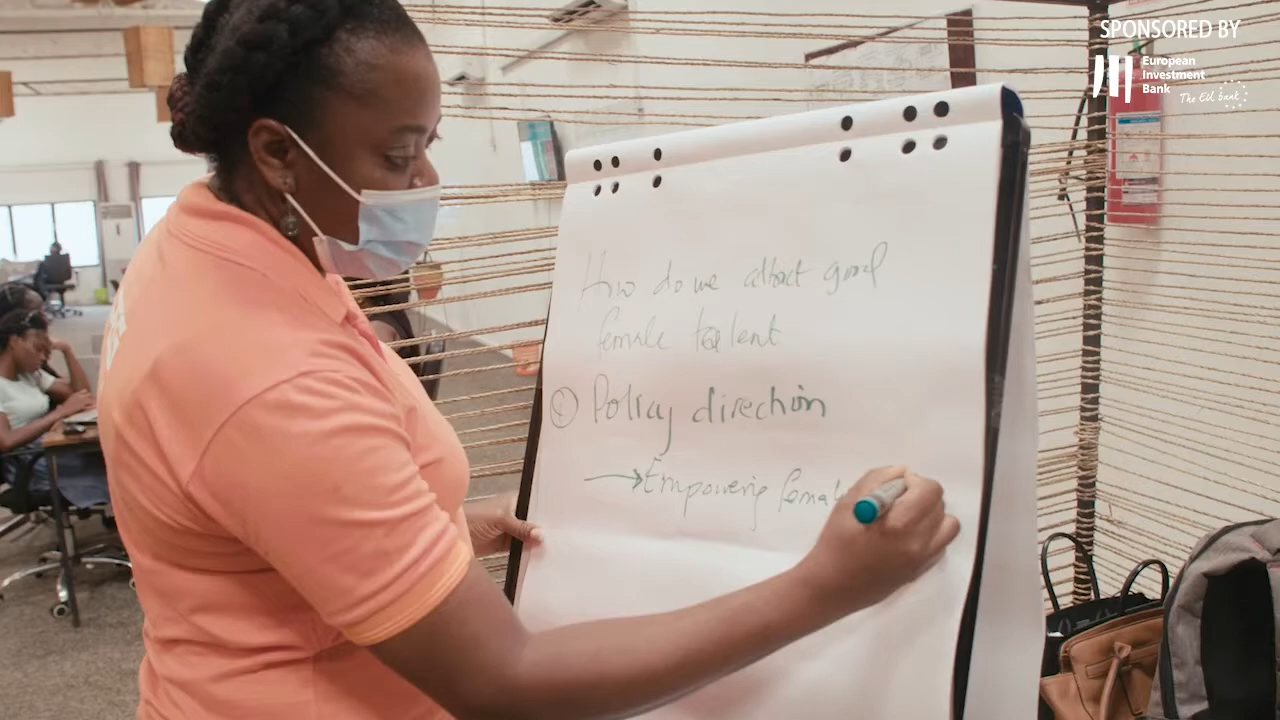 SPONSORED BY
European
Investment
Bank
The EU bank
How do we attract good
female talent
① Policy direction
→ Empowering femal